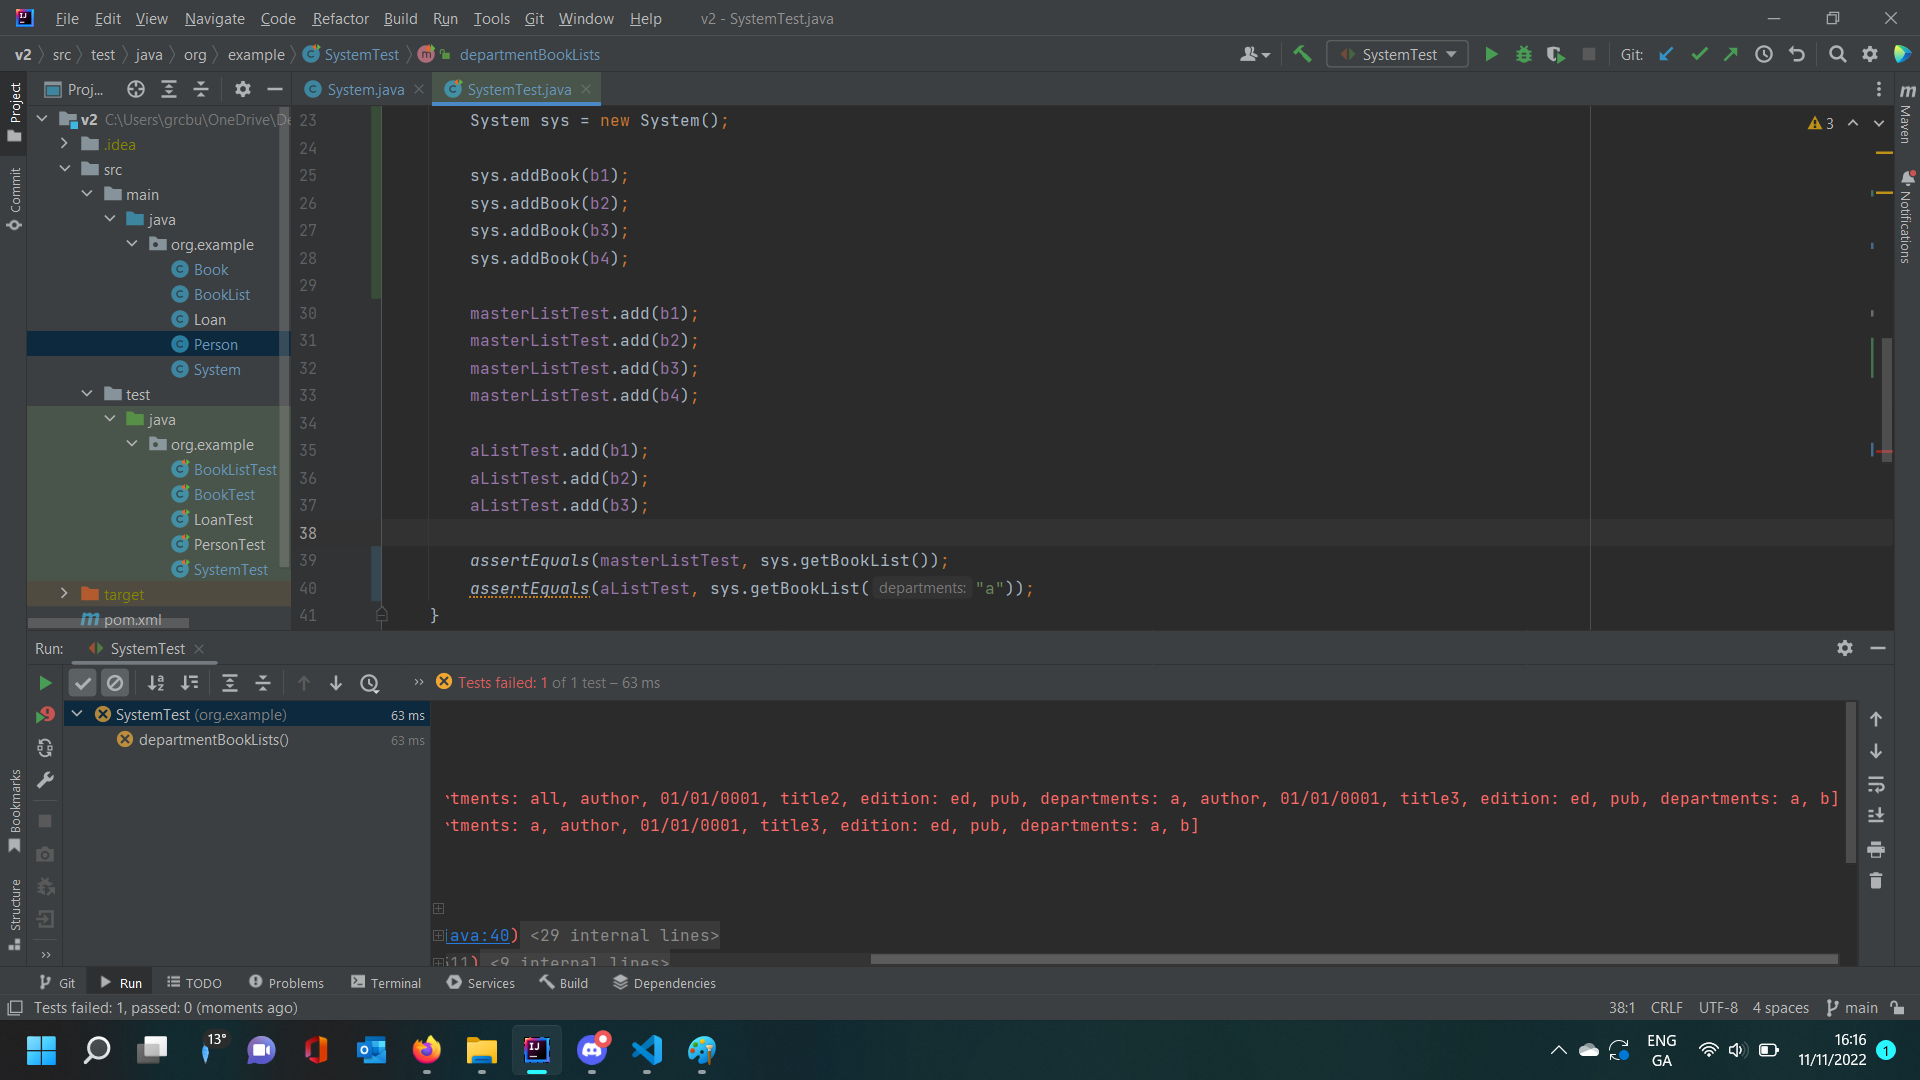 File Edit View Navigate Code Refactor Build Run Tools Git Window Help v2 - SystemTest.java
v2 src test java org example SystemTest m departmentBookLists SystemTest Git:
Project
Commit
Bookmarks
Structure
Proj...
v2 C:\Users\grcbu\OneDrive\De
.idea
src
main
java
org.example
Book
BookList
Loan
Person
System
test
java
org.example
BookListTest
BookTest
LoanTest
PersonTest
SystemTest
target
pom.xml
System.java SystemTest.java
3
23 System sys = new System();
24
25 sys.addBook(b1);
26 sys.addBook(b2);
27 sys.addBook(b3);
28 sys.addBook(b4);
29
30 masterListTest.add(b1);
31 masterListTest.add(b2);
32 masterListTest.add(b3);
33 masterListTest.add(b4);
34
35 aListTest.add(b1);
36 aListTest.add(b2);
37 aListTest.add(b3);
38
39 assertEquals(masterListTest, sys.getBookList());
40 assertEquals(aListTest, sys.getBookList( departments: "a"));
41 }
Maven
Notifications
Run: SystemTest
Tests failed: 1 of 1 test – 63 ms
SystemTest (org.example) 63 ms
departmentBookLists() 63 ms
tments: all, author, 01/01/0001, title2, edition: ed, pub, departments: a, author, 01/01/0001, title3, edition: ed, pub, departments: a, b]
tments: a, author, 01/01/0001, title3, edition: ed, pub, departments: a, b]
ava:40) <29 internal lines>
11) <9 internal lines>
Git Run TODO Problems Terminal Services Build Dependencies
Tests failed: 1, passed: 0 (moments ago) 38:1 CRLF UTF-8 4 spaces main
13°
ENG
GA
16:16
11/11/2022
1